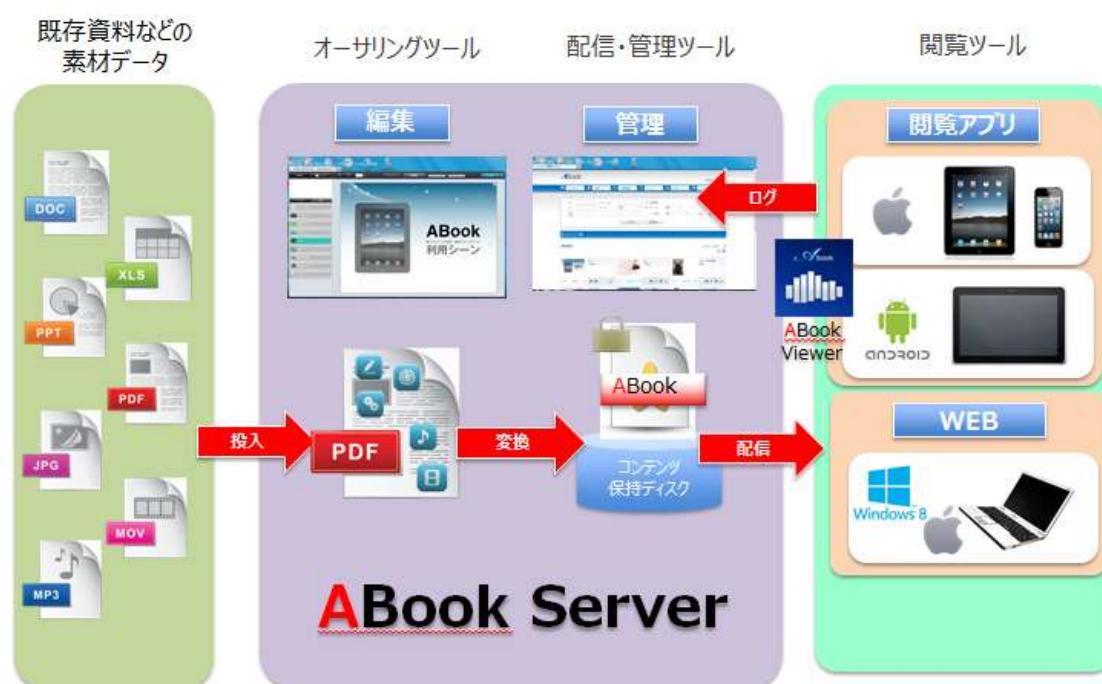 既存資料などの
素材データ
オーサリングツール
配信・管理ツール
閲覧ツール
編集
管理
閲覧アプリ
DOC
XLS
PPT
PDF
JPG
MOV
MP3
ABook
利用シーン
ログ
ABook
ABook
Viewer
ANDROID
投入
PDF
変換
ABook
コンテンツ
保持ディスク
配信
WEB
Windows 8
ABook Server